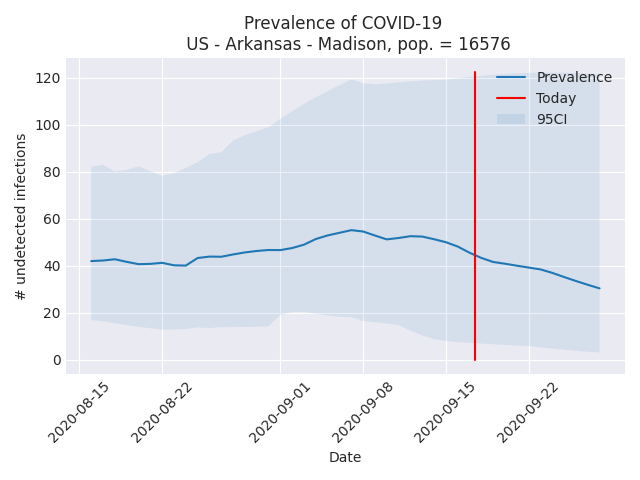 Prevalence of COVID-19
US - Arkansas - Madison, pop. = 16576
# undetected infections
120
100
80
60
40
20
0
Prevalence
Today
95CI
2020-08-15
2020-08-22
2020-09-01
2020-09-08
2020-09-15
2020-09-22
Date